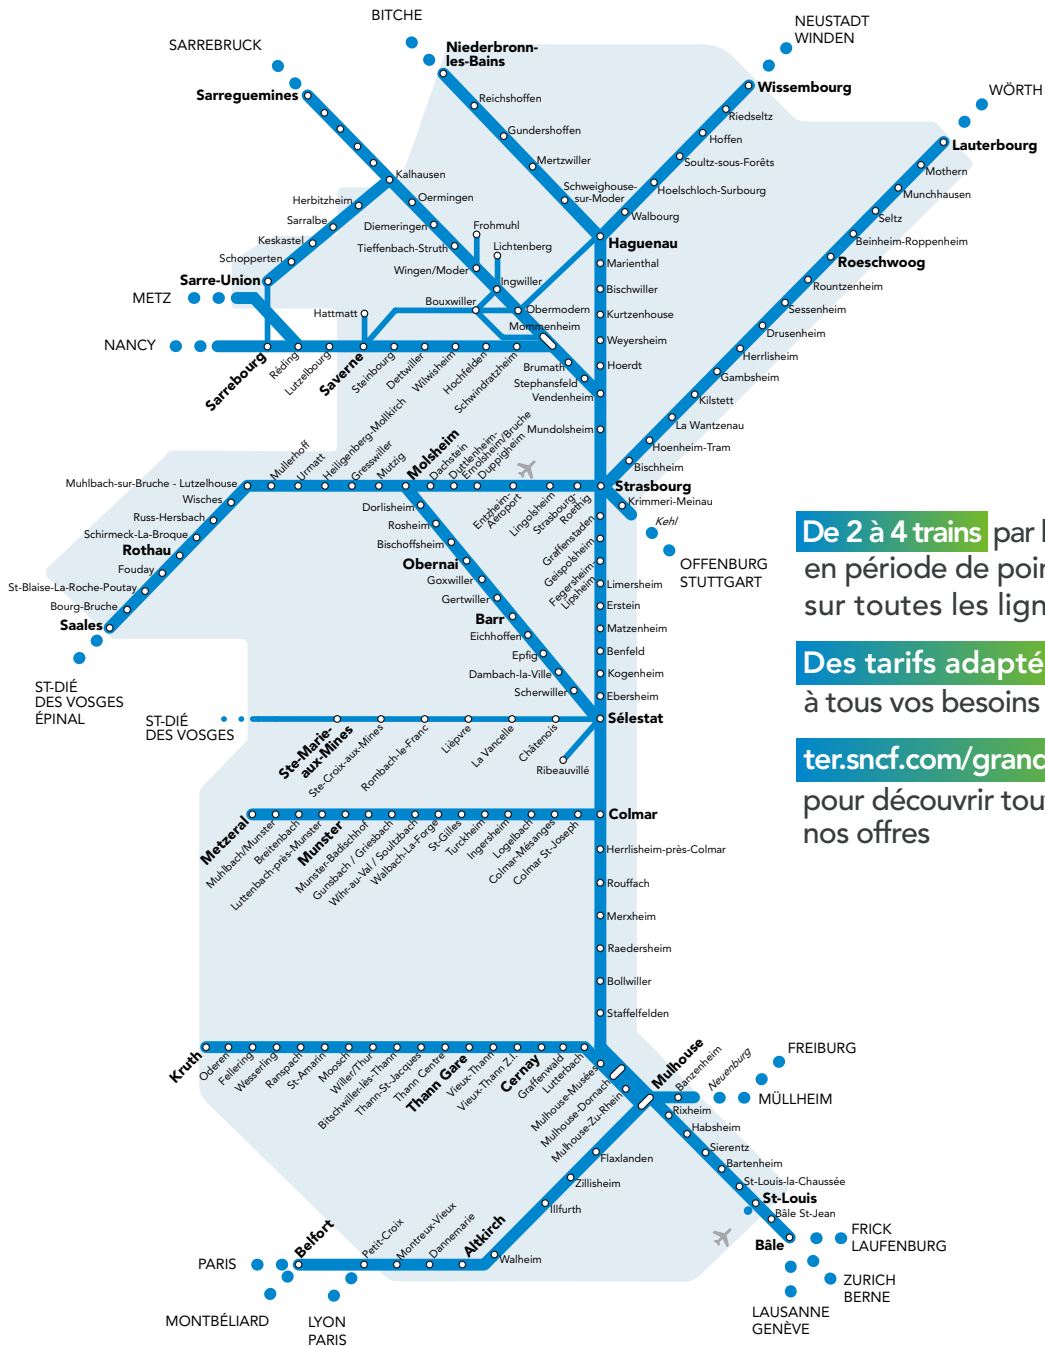 BITCHE
NEUSTADT
WINDEN
SARREBRUCK
Niederbronn-
les-Bains
Sarreguemines
Wissembourg
WÖRTH
Reichshoffen
Riedseltz
Gundershoffen
Hoffen
Lauterbourg
Mertzwiller
Soultz-sous-Forêts
Mothern
Kalhausen
Schweighouse-
sur-Moder
Hoelschloch-Surbourg
Munchhausen
Herbitzheim
Oermingen
Walbourg
Seltz
Sarralbe
Diemeringen
Frohmuhl
Haguenau
Beinheim-Roppenheim
Keskastel
Tieffenbach-Struth
Lichtenberg
Marienthal
Roeschwoog
Schopperten
Wingen/Moder
Sarre-Union
Ingwiller
Bischwiller
Rountzenheim
METZ
Bouxwiller
Hattmatt
Obermodern
Kurtzenhouse
Sessenheim
Mommenheim
Drusenheim
NANCY
Weyersheim
Herrlisheim
Sarrebourg
Réding
Lutzelbourg
Saverne
Steinbourg
Dettwiller
Wilwisheim
Hochfelden
Schwindratzheim
Brumath
Stephansfeld
Vendenheim
Hoerdt
Gambsheim
Kilstett
Mundolsheim
La Wantzenau
Hoenheim-Tram
Bischheim
Muhlbach-sur-Bruche - Lutzelhouse
Mullerhoff
Urmatt
Heiligenberg-Mollkirch
Gresswiller
Mutzig
Molsheim
Dachstein
Duttlenheim-
Ernolsheim/Bruche
Duppigheim
Entzheim-
Aéroport
Lingolsheim
Strasbourg-
Roethig
Strasbourg
Krimmeri-Meinau
Kehl
OFFENBURG
STUTTGART
Wisches
Russ-Hersbach
Schirmeck-La-Broque
Rothau
Fouday
St-Blaise-La-Roche-Poutay
Bourg-Bruche
Saales
ST-DIÉ
DES VOSGES
ÉPINAL
Dorlisheim
Rosheim
Bischoffsheim
Obernai
Goxwiller
Gertwiller
Barr
Eichhoffen
Epfig
Dambach-la-Ville
Scherwiller
Graffenstaden
Geispolsheim
Fegersheim-
Lipsheim
Limersheim
Erstein
Matzenheim
Benfeld
Kogenheim
Ebersheim
Sélestat
De 2 à 4 trains par
en période de poin
sur toutes les lign
Des tarifs adapté
à tous vos besoins
ter.sncf.com/grand
pour découvrir tou
nos offres
ST-DIÉ
DES VOSGES
Ste-Marie-
aux-Mines
Ste-Croix-aux-Mines
Rombach-le-Franc
Lièpvre
La Vancelle
Châtenois
Ribeauvillé
Metzeral
Muhlbach/Munster
Breitenbach
Luttenbach-près-Munster
Munster
Munster-Badischhof
Gunsbach / Griesbach
Wihr-au-Val / Soultzbach
Walbach-La-Forge
St-Gilles
Turckheim
Ingersheim
Logelbach
Colmar-Mésanges
Colmar St-Joseph
Colmar
Herrlisheim-près-Colmar
Rouffach
Merxheim
Raedersheim
Bollwiller
Staffelfelden
Kruth
Oderen
Fellering
Wesserling
Ranspach
St-Amarin
Moosch
Willer/Thur
Bitschwiller-lès-Thann
Thann-St-Jacques
Thann Centre
Thann Gare
Vieux-Thann
Vieux-Thann Z.I.
Cernay
Graffenwald
Lutterbach
Mulhouse-Musées
Mulhouse-Dornach
Mulhouse-Zu-Rhein
Mulhouse
Banzenheim
Neuenburg
FREIBURG
MÜLLHEIM
Rixheim
Habsheim
Sierentz
Bartenheim
St-Louis-la-Chaussée
St-Louis
Bâle St-Jean
Bâle
FRICK
LAUFENBURG
ZURICH
BERNE
LAUSANNE
GENÈVE
Flaxlanden
Zillisheim
Illfurth
Walheim
Altkirch
Dannemarie
Montreux-Vieux
Petit-Croix
Belfort
PARIS
MONTBÉLIARD
LYON
PARIS